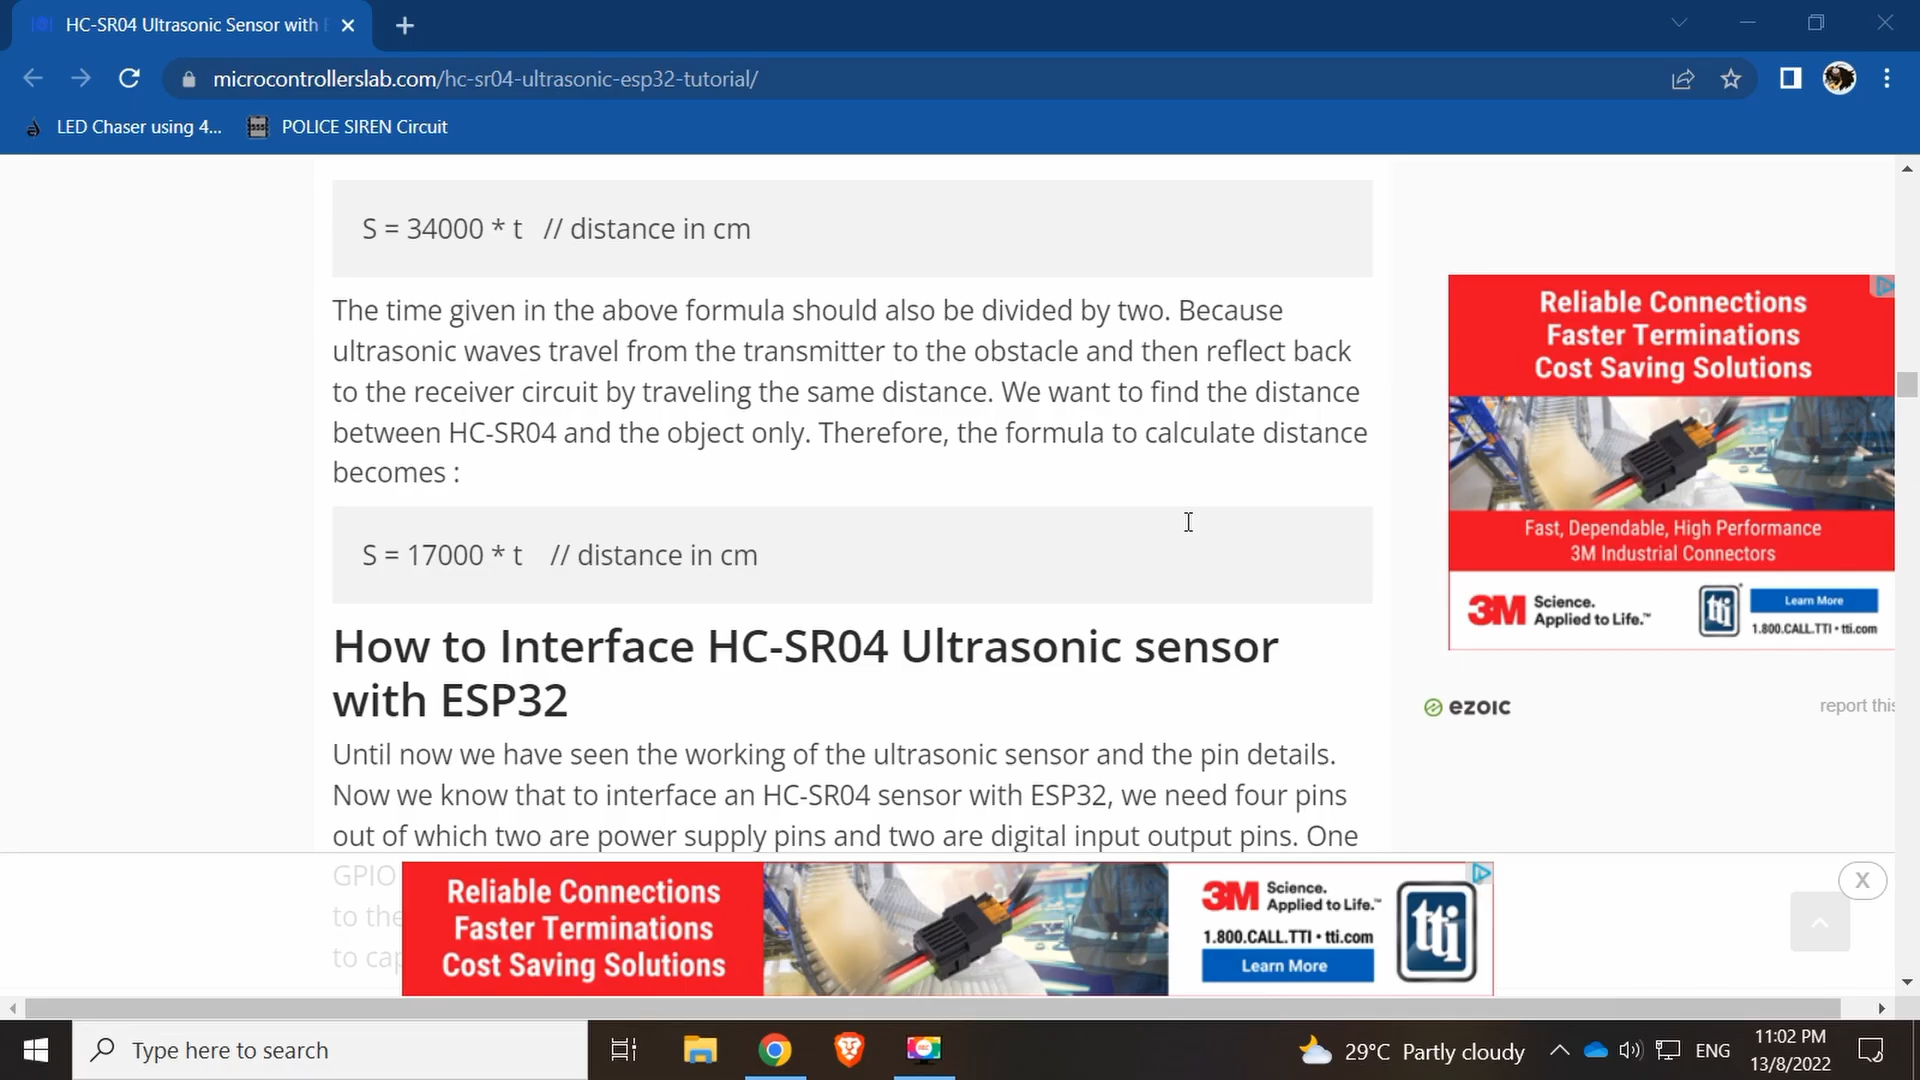 HC-SR04 Ultrasonic Sensor with
microcontrollerslab.com/hc-sr04-ultrasonic-esp32-tutorial/
LED Chaser using 4...
POLICE SIREN Circuit
S = 34000 * t // distance in cm
The time given in the above formula should also be divided by two. Because
ultrasonic waves travel from the transmitter to the obstacle and then reflect back
to the receiver circuit by traveling the same distance. We want to find the distance
between HC-SR04 and the object only. Therefore, the formula to calculate distance
becomes :
S = 17000 * t // distance in cm
How to Interface HC-SR04 Ultrasonic sensor
with ESP32
Until now we have seen the working of the ultrasonic sensor and the pin details.
Now we know that to interface an HC-SR04 sensor with ESP32, we need four pins
out of which two are power supply pins and two are digital input output pins. One
GPIO
to the
to cap
Reliable Connections
Faster Terminations
Cost Saving Solutions
Fast, Dependable, High Performance
3M Industrial Connectors
3M Science.
Applied to Life.™
tti
Learn More
1.800.CALL.TTI • tti.com
ezoic
report this
Reliable Connections
Faster Terminations
Cost Saving Solutions
3M Science.
Applied to Life.™
1.800.CALL.TTI • tti.com
Learn More
tti
X
Type here to search
29°C Partly cloudy
ENG
11:02 PM
13/8/2022